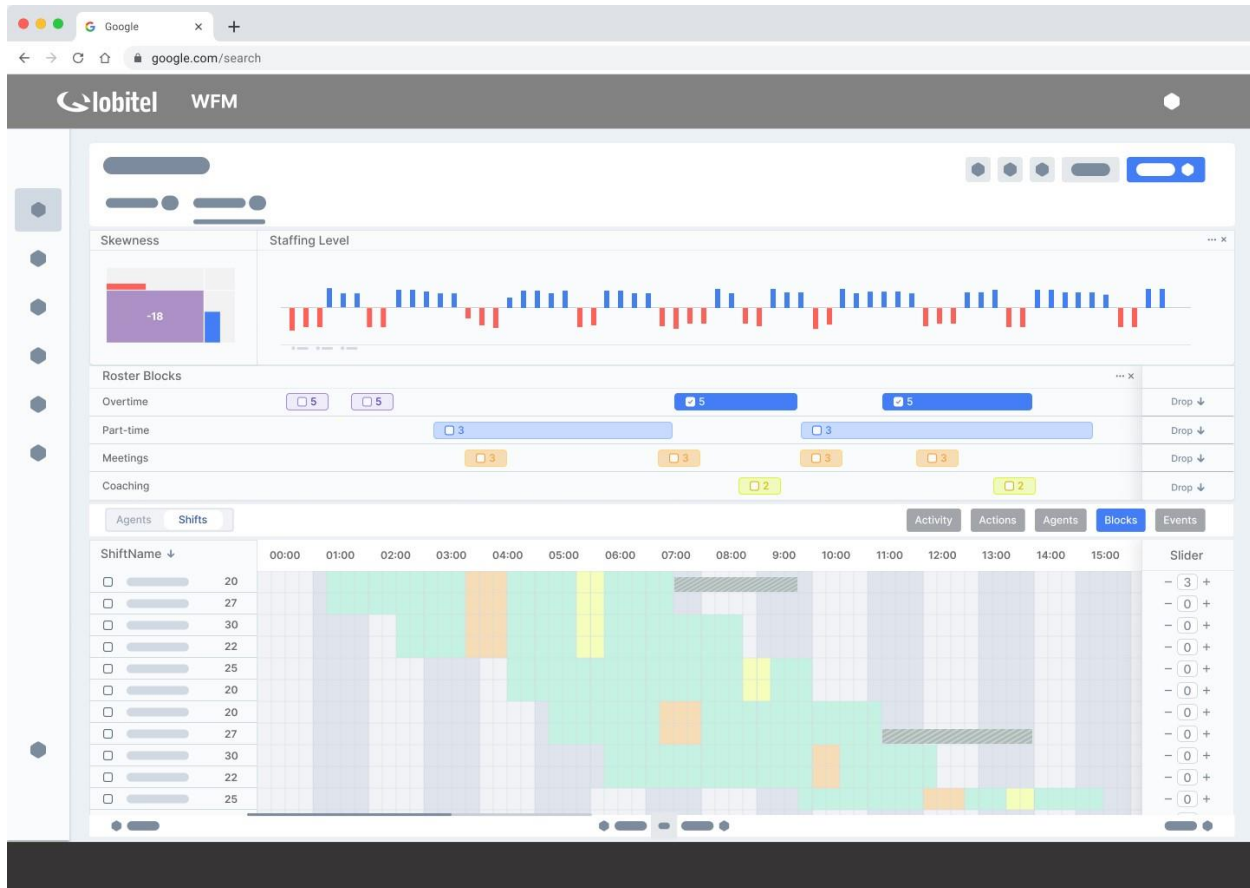 Google
google.com/search
Globitel WFM
Skewness
Staffing Level
-18
Roster Blocks
Overtime 5 5 5 5 Drop
Part-time 3 3 Drop
Meetings 3 3 3 3 Drop
Coaching 2 2 Drop
Agents Shifts Activity Actions Agents Blocks Events
ShiftName 00:00 01:00 02:00 03:00 04:00 05:00 06:00 07:00 08:00 9:00 10:00 11:00 12:00 13:00 14:00 15:00 Slider
20 - 3 +
27 - 0 +
30 - 0 +
22 - 0 +
25 - 0 +
20 - 0 +
20 - 0 +
27 - 0 +
30 - 0 +
22 - 0 +
25 - 0 +